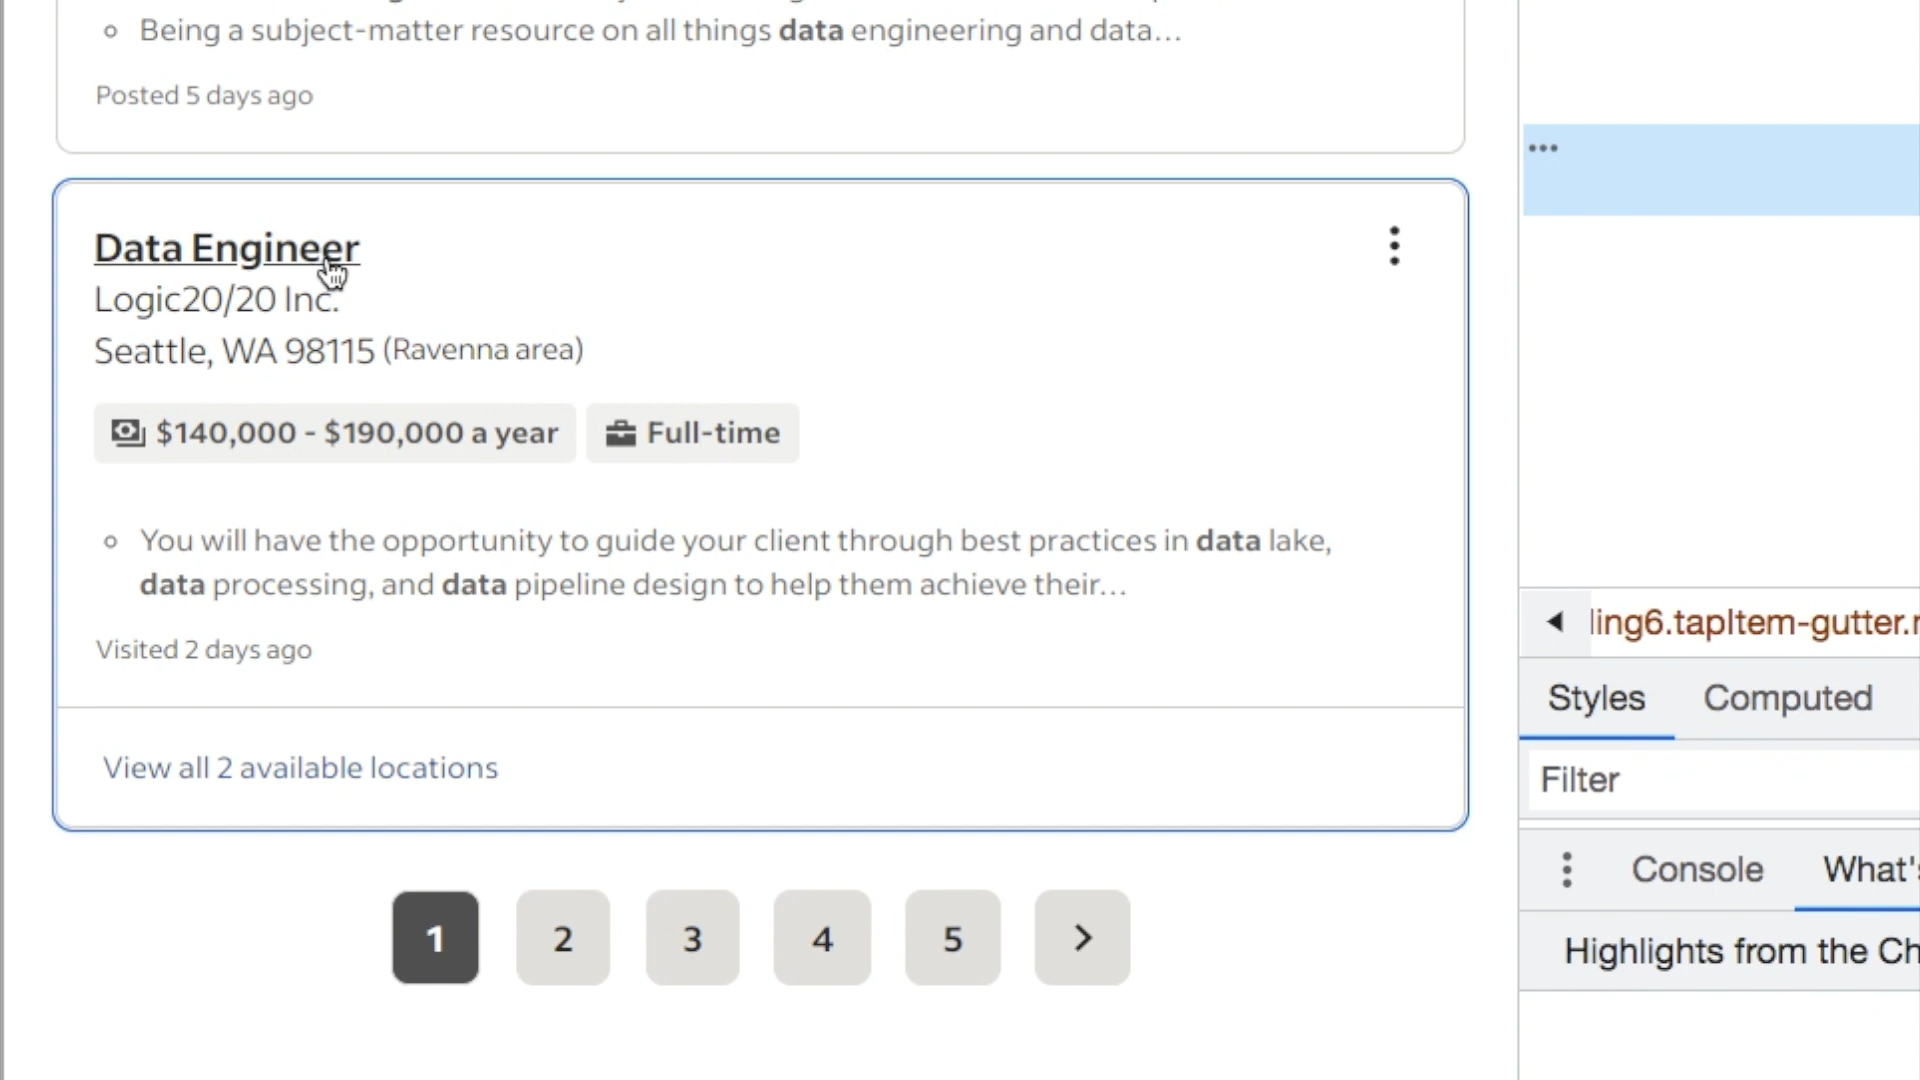 Being a subject-matter resource on all things data engineering and data...
Posted 5 days ago
Data Engineer
Logic20/20 Inc.
Seattle, WA 98115 (Ravenna area)
$140,000 - $190,000 a year
Full-time
You will have the opportunity to guide your client through best practices in data lake,
data processing, and data pipeline design to help them achieve their...
Visited 2 days ago
View all 2 available locations
1 2 3 4 5 >
...
ling6.tapItem-gutter.r
Styles Computed
Filter
Console What's
Highlights from the Ch